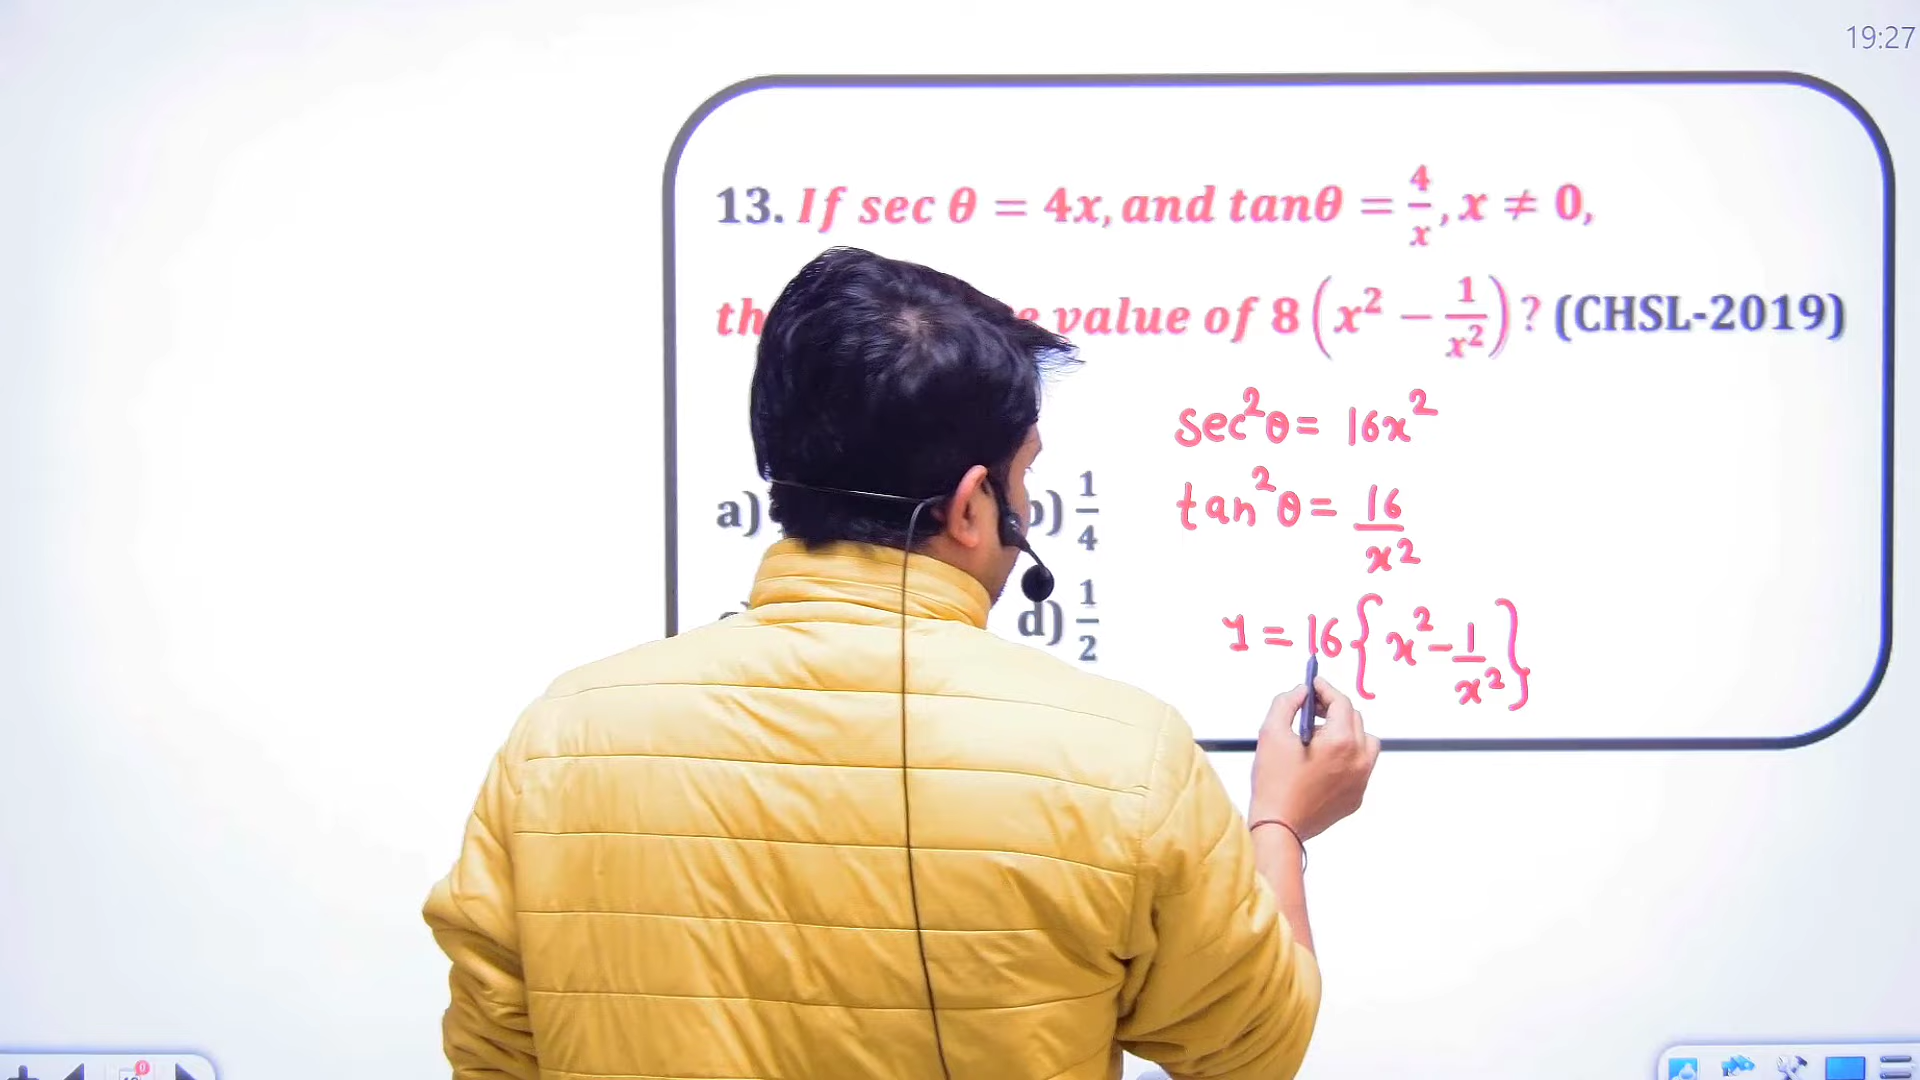 19:27
13. If sec θ = 4x, and tanθ = 4/x, x ≠ 0,
value of 8 (x² − 1/x²) ? (CHSL-2019)
sec²θ = 16x²
tan²θ = 16/x²
a) b) 1/4
d) 1/2
1 = 16 { x² − 1/x² }